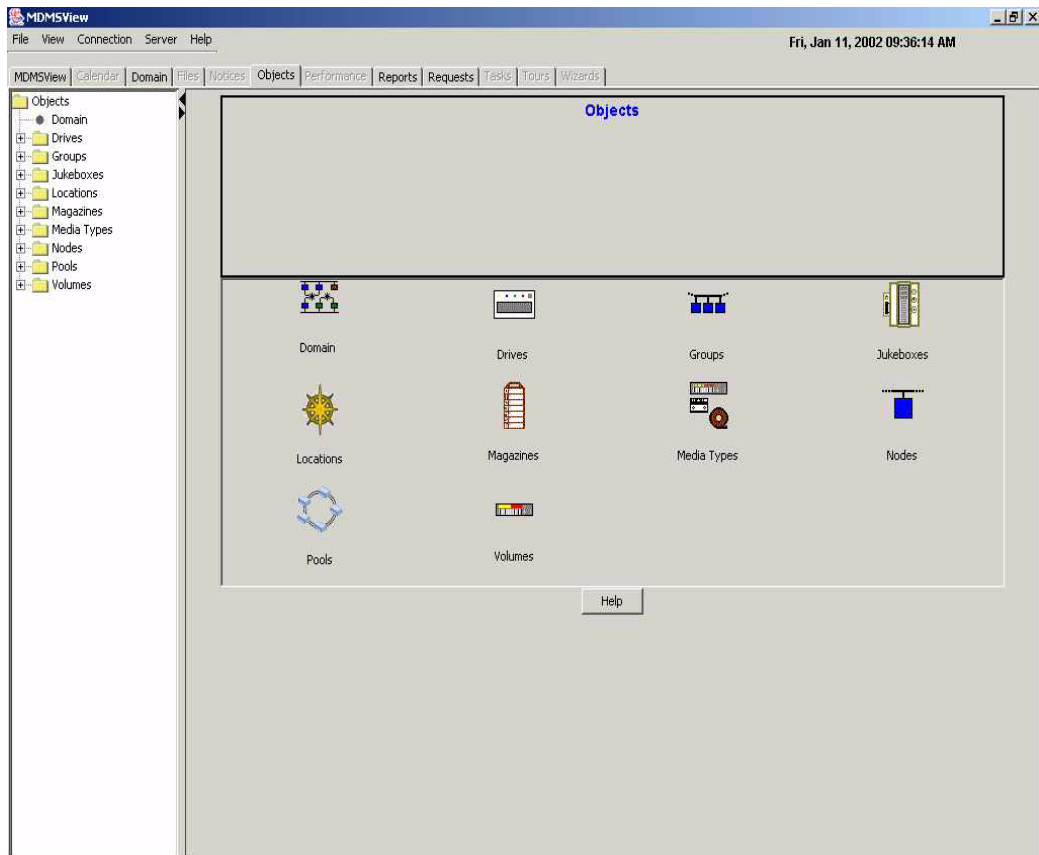 MDMSView
File View Connection Server Help
Fri, Jan 11, 2002 09:36:14 AM
MDMSView Calendar Domain Files Notices Objects Performance Reports Requests Tasks Tours Wizards
Objects
Domain
Drives
Groups
Jukeboxes
Locations
Magazines
Media Types
Nodes
Pools
Volumes
Objects
Domain Drives Groups Jukeboxes
Locations Magazines Media Types Nodes
Pools Volumes
Help